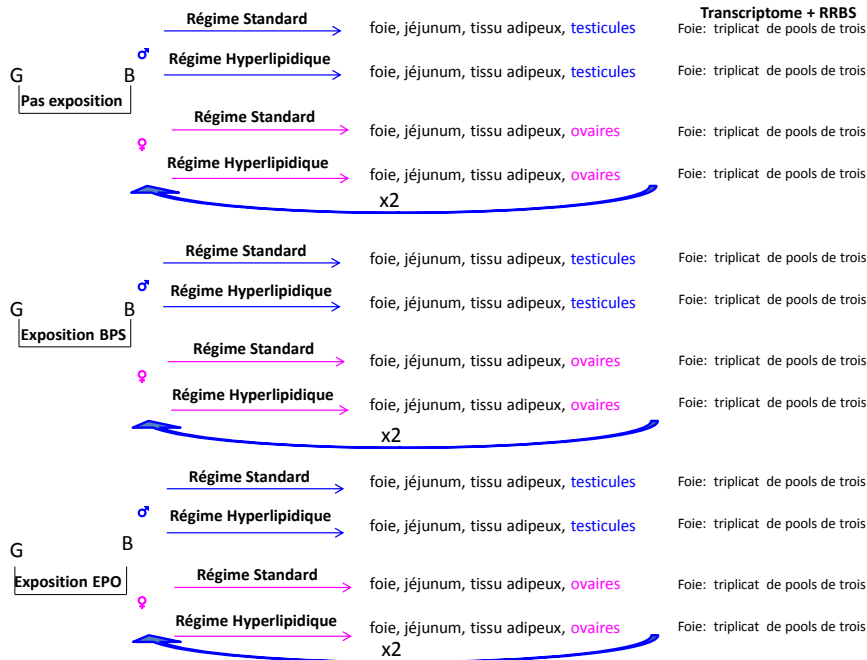 Transcriptome + RRBS
Régime Standard
foie, jéjunum, tissu adipeux, testicules
Foie: triplicat de pools de trois
♂
Régime Hyperlipidique
foie, jéjunum, tissu adipeux, testicules
Foie: triplicat de pools de trois
G
B
Pas exposition
Régime Standard
foie, jéjunum, tissu adipeux, ovaires
Foie: triplicat de pools de trois
♀
Régime Hyperlipidique
foie, jéjunum, tissu adipeux, ovaires
Foie: triplicat de pools de trois
x2
Régime Standard
foie, jéjunum, tissu adipeux, testicules
Foie: triplicat de pools de trois
♂
Régime Hyperlipidique
foie, jéjunum, tissu adipeux, testicules
Foie: triplicat de pools de trois
G
B
Exposition BPS
Régime Standard
foie, jéjunum, tissu adipeux, ovaires
Foie: triplicat de pools de trois
♀
Régime Hyperlipidique
foie, jéjunum, tissu adipeux, ovaires
Foie: triplicat de pools de trois
x2
Régime Standard
foie, jéjunum, tissu adipeux, testicules
Foie: triplicat de pools de trois
♂
Régime Hyperlipidique
foie, jéjunum, tissu adipeux, testicules
Foie: triplicat de pools de trois
G
B
Exposition EPO
Régime Standard
foie, jéjunum, tissu adipeux, ovaires
Foie: triplicat de pools de trois
♀
Régime Hyperlipidique
foie, jéjunum, tissu adipeux, ovaires
Foie: triplicat de pools de trois
x2